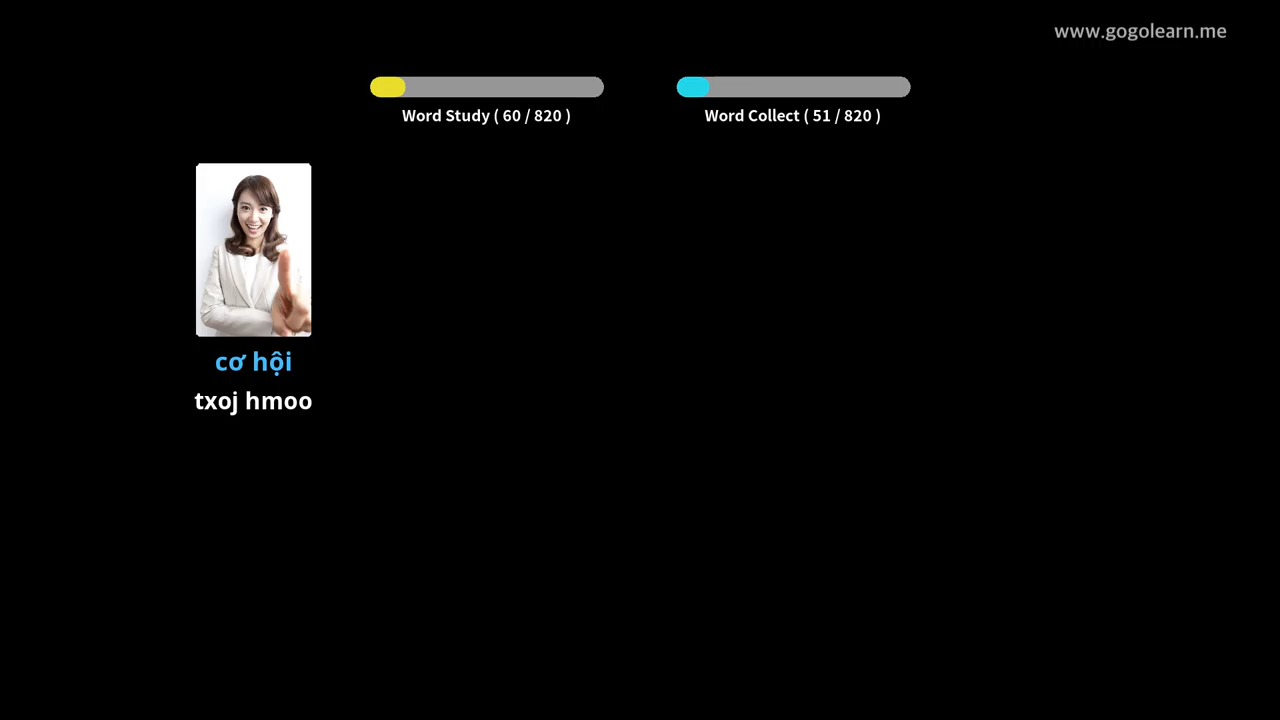 www.gogolearn.me
Word Study ( 60 / 820 )
Word Collect ( 51 / 820 )
cơ hội
txoj hmoo